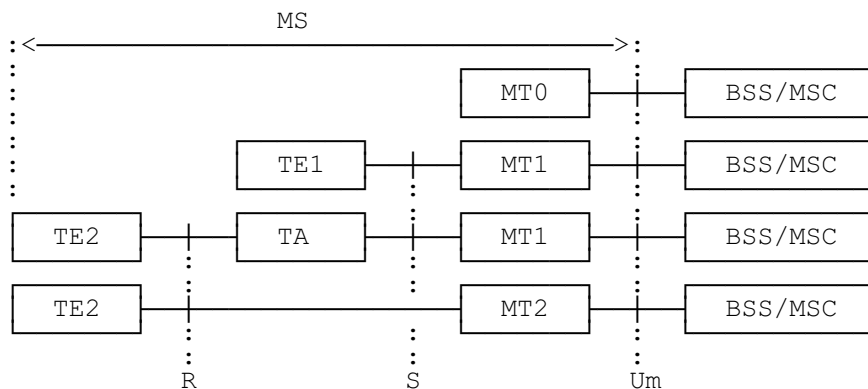 MS
MT0 BSS/MSC
TE1 MT1 BSS/MSC
TE2 TA MT1 BSS/MSC
TE2 MT2 BSS/MSC
R S Um